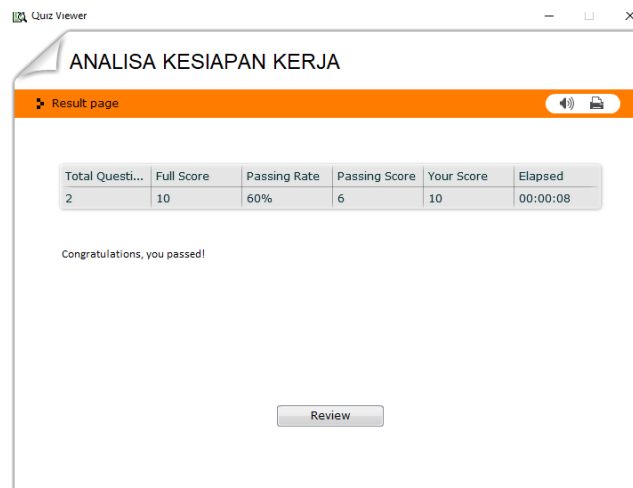 Quiz Viewer
ANALISA KESIAPAN KERJA
Result page
Total Questi... Full Score Passing Rate Passing Score Your Score Elapsed
2 10 60% 6 10 00:00:08
Congratulations, you passed!
Review